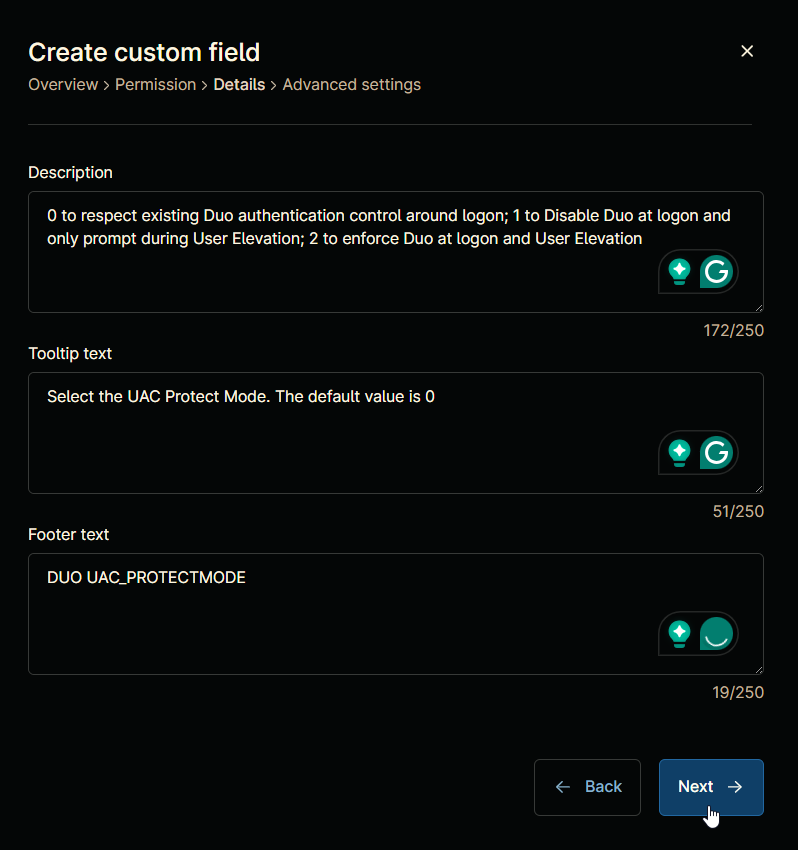 Create custom field
Overview > Permission > Details > Advanced settings
Description
0 to respect existing Duo authentication control around logon; 1 to Disable Duo at logon and
only prompt during User Elevation; 2 to enforce Duo at logon and User Elevation
172/250
Tooltip text
Select the UAC Protect Mode. The default value is 0
51/250
Footer text
DUO UAC_PROTECTMODE
19/250
Back
Next